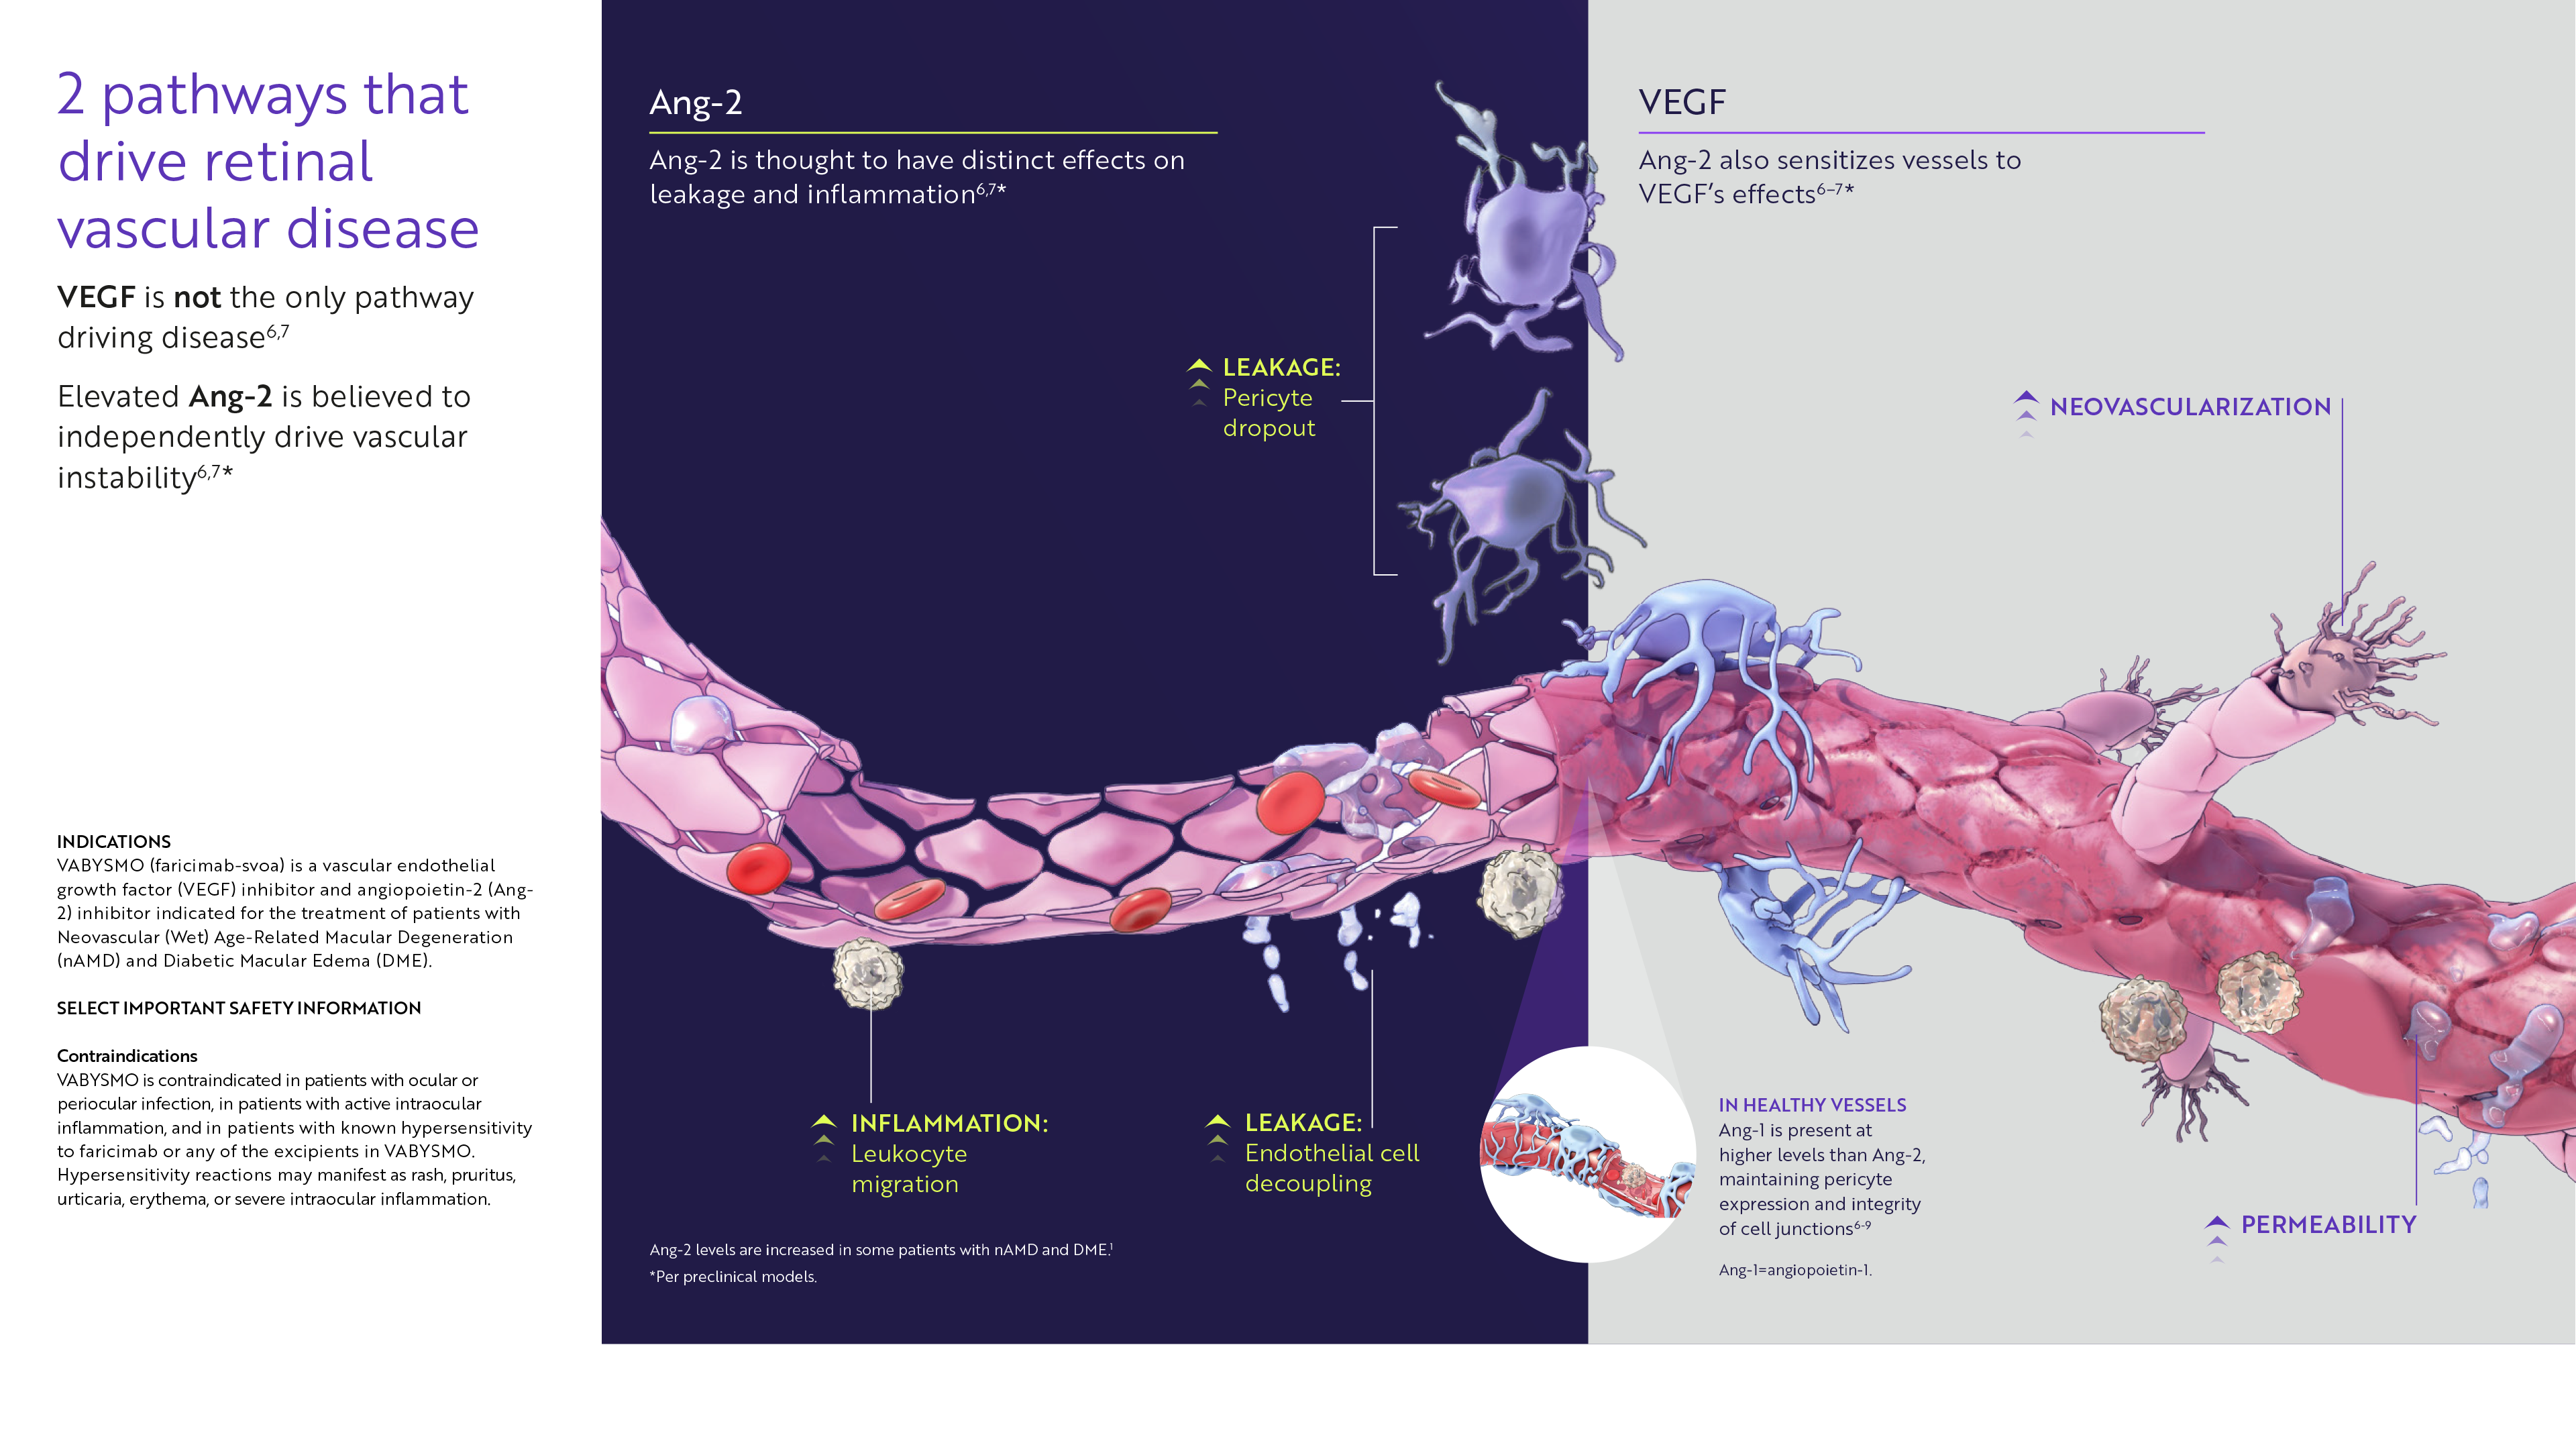 2 pathways that
drive retinal
vascular disease
VEGF is not the only pathway
driving disease6,7
Elevated Ang-2 is believed to
independently drive vascular
instability6,7*
INDICATIONS
VABYSMO (faricimab-svoa) is a vascular endothelial
growth factor (VEGF) inhibitor and angiopoietin-2 (Ang-
2) inhibitor indicated for the treatment of patients with
Neovascular (Wet) Age-Related Macular Degeneration
(nAMD) and Diabetic Macular Edema (DME).
SELECT IMPORTANT SAFETY INFORMATION
Contraindications
VABYSMO is contraindicated in patients with ocular or
periocular infection, in patients with active intraocular
inflammation, and in patients with known hypersensitivity
to faricimab or any of the excipients in VABYSMO.
Hypersensitivity reactions may manifest as rash, pruritus,
urticaria, erythema, or severe intraocular inflammation.
Ang-2
Ang-2 is thought to have distinct effects on
leakage and inflammation6,7*
LEAKAGE:
Pericyte
dropout
INFLAMMATION:
Leukocyte
migration
LEAKAGE:
Endothelial cell
decoupling
Ang-2 levels are increased in some patients with nAMD and DME.1
*Per preclinical models.
VEGF
Ang-2 also sensitizes vessels to
VEGF’s effects6–7*
NEOVASCULARIZATION
IN HEALTHY VESSELS
Ang-1 is present at
higher levels than Ang-2,
maintaining pericyte
expression and integrity
of cell junctions6-9
Ang-1=angiopoietin-1.
PERMEABILITY